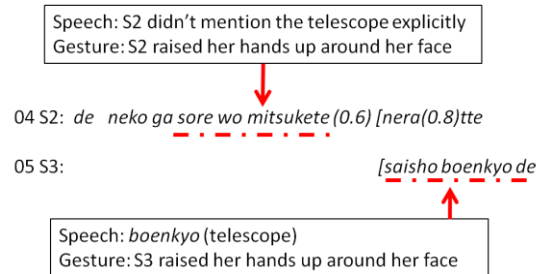 Speech: S2 didn't mention the telescope explicitly
Gesture: S2 raised her hands up around her face
04 S2: de neko ga sore wo mitsukete (0.6) [nera(0.8)tte
05 S3: [saisho boenkyo de
Speech: boenkyo (telescope)
Gesture: S3 raised her hands up around her face